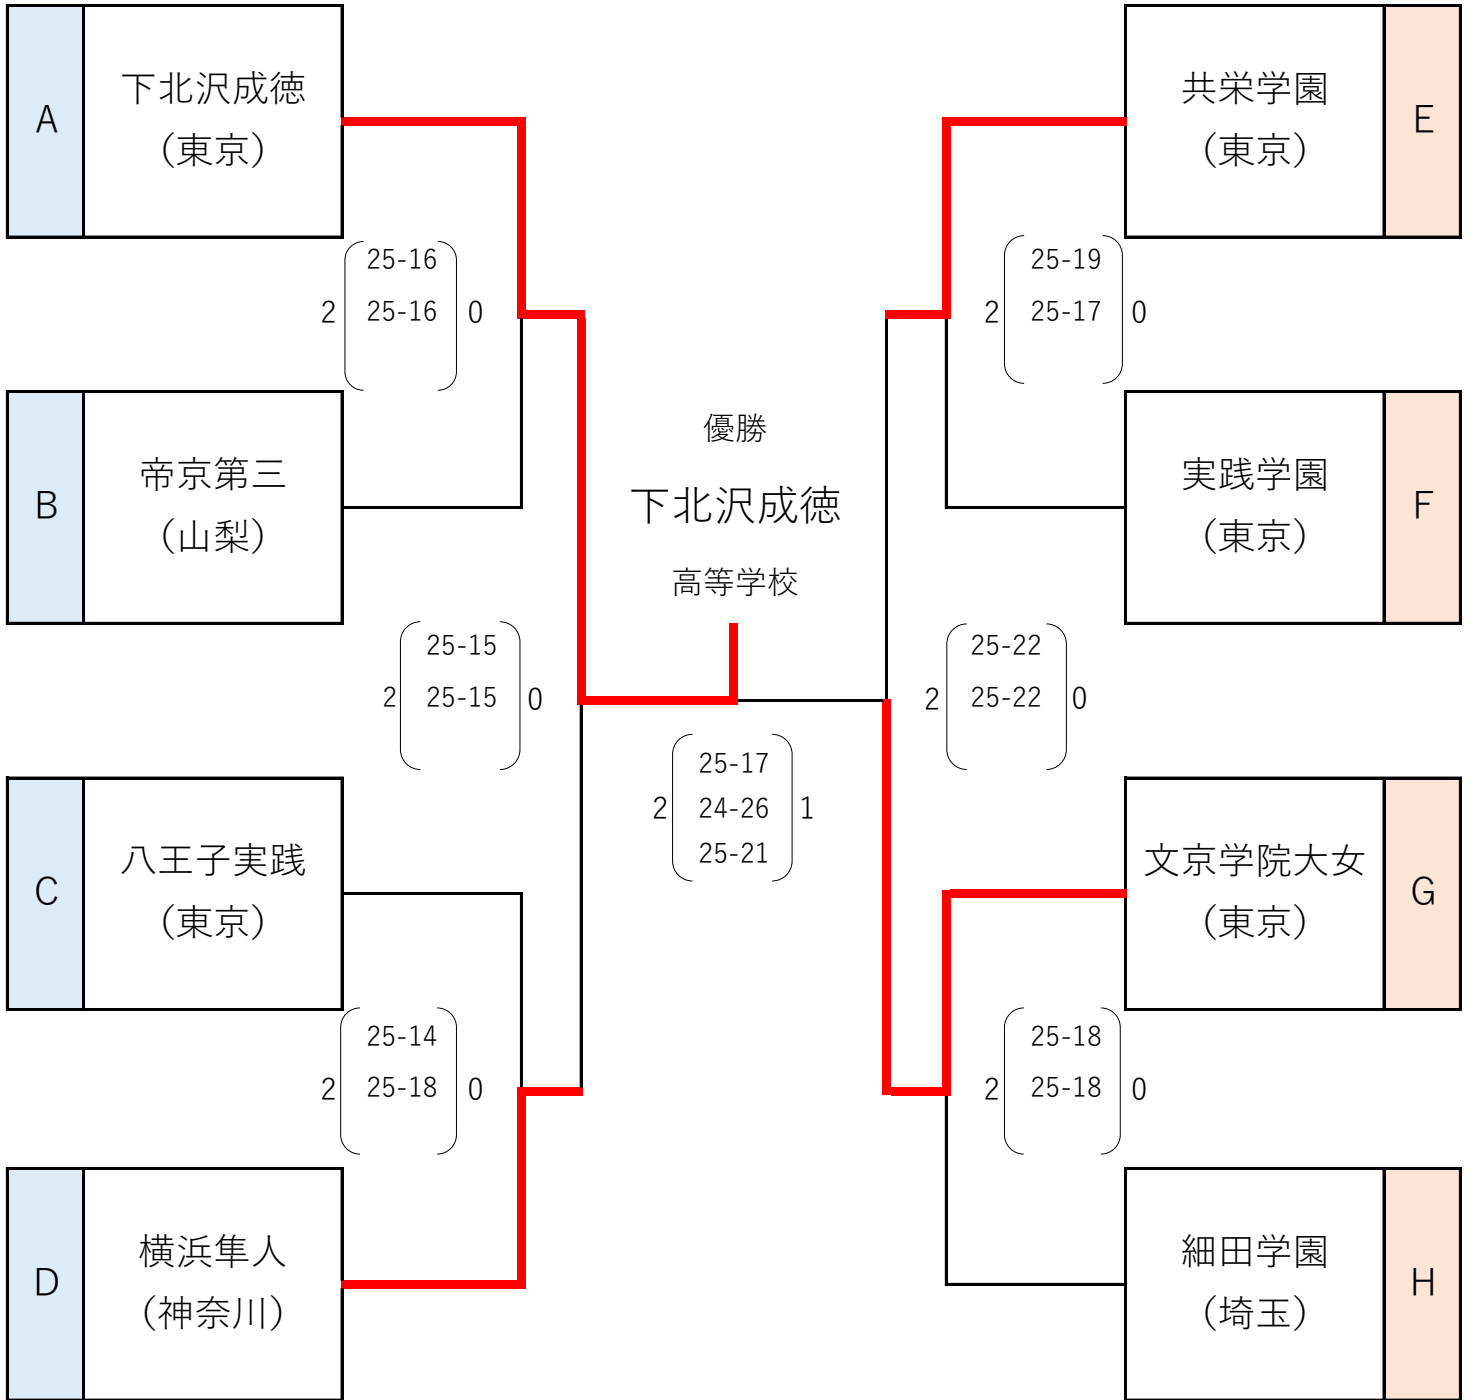 A
下北沢成徳
（東京）
2
25-16
25-16
0
B
帝京第三
（山梨）
2
25-15
25-15
0
C
八王子実践
（東京）
2
25-14
25-18
0
D
横浜隼人
（神奈川）
優勝
下北沢成徳
高等学校
2
25-17
24-26
25-21
1
共栄学園
（東京）
E
2
25-19
25-17
0
実践学園
（東京）
F
2
25-22
25-22
0
文京学院大女
（東京）
G
2
25-18
25-18
0
細田学園
（埼玉）
H